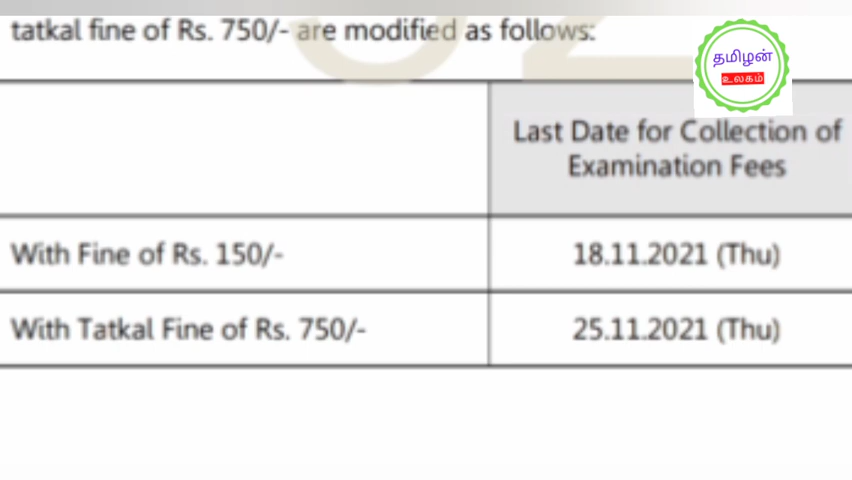 tatkal fine of Rs. 750/- are modified as follows:
தமிழன்
உலகம்
Last Date for Collection of
Examination Fees
With Fine of Rs. 150/-
18.11.2021 (Thu)
With Tatkal Fine of Rs. 750/-
25.11.2021 (Thu)